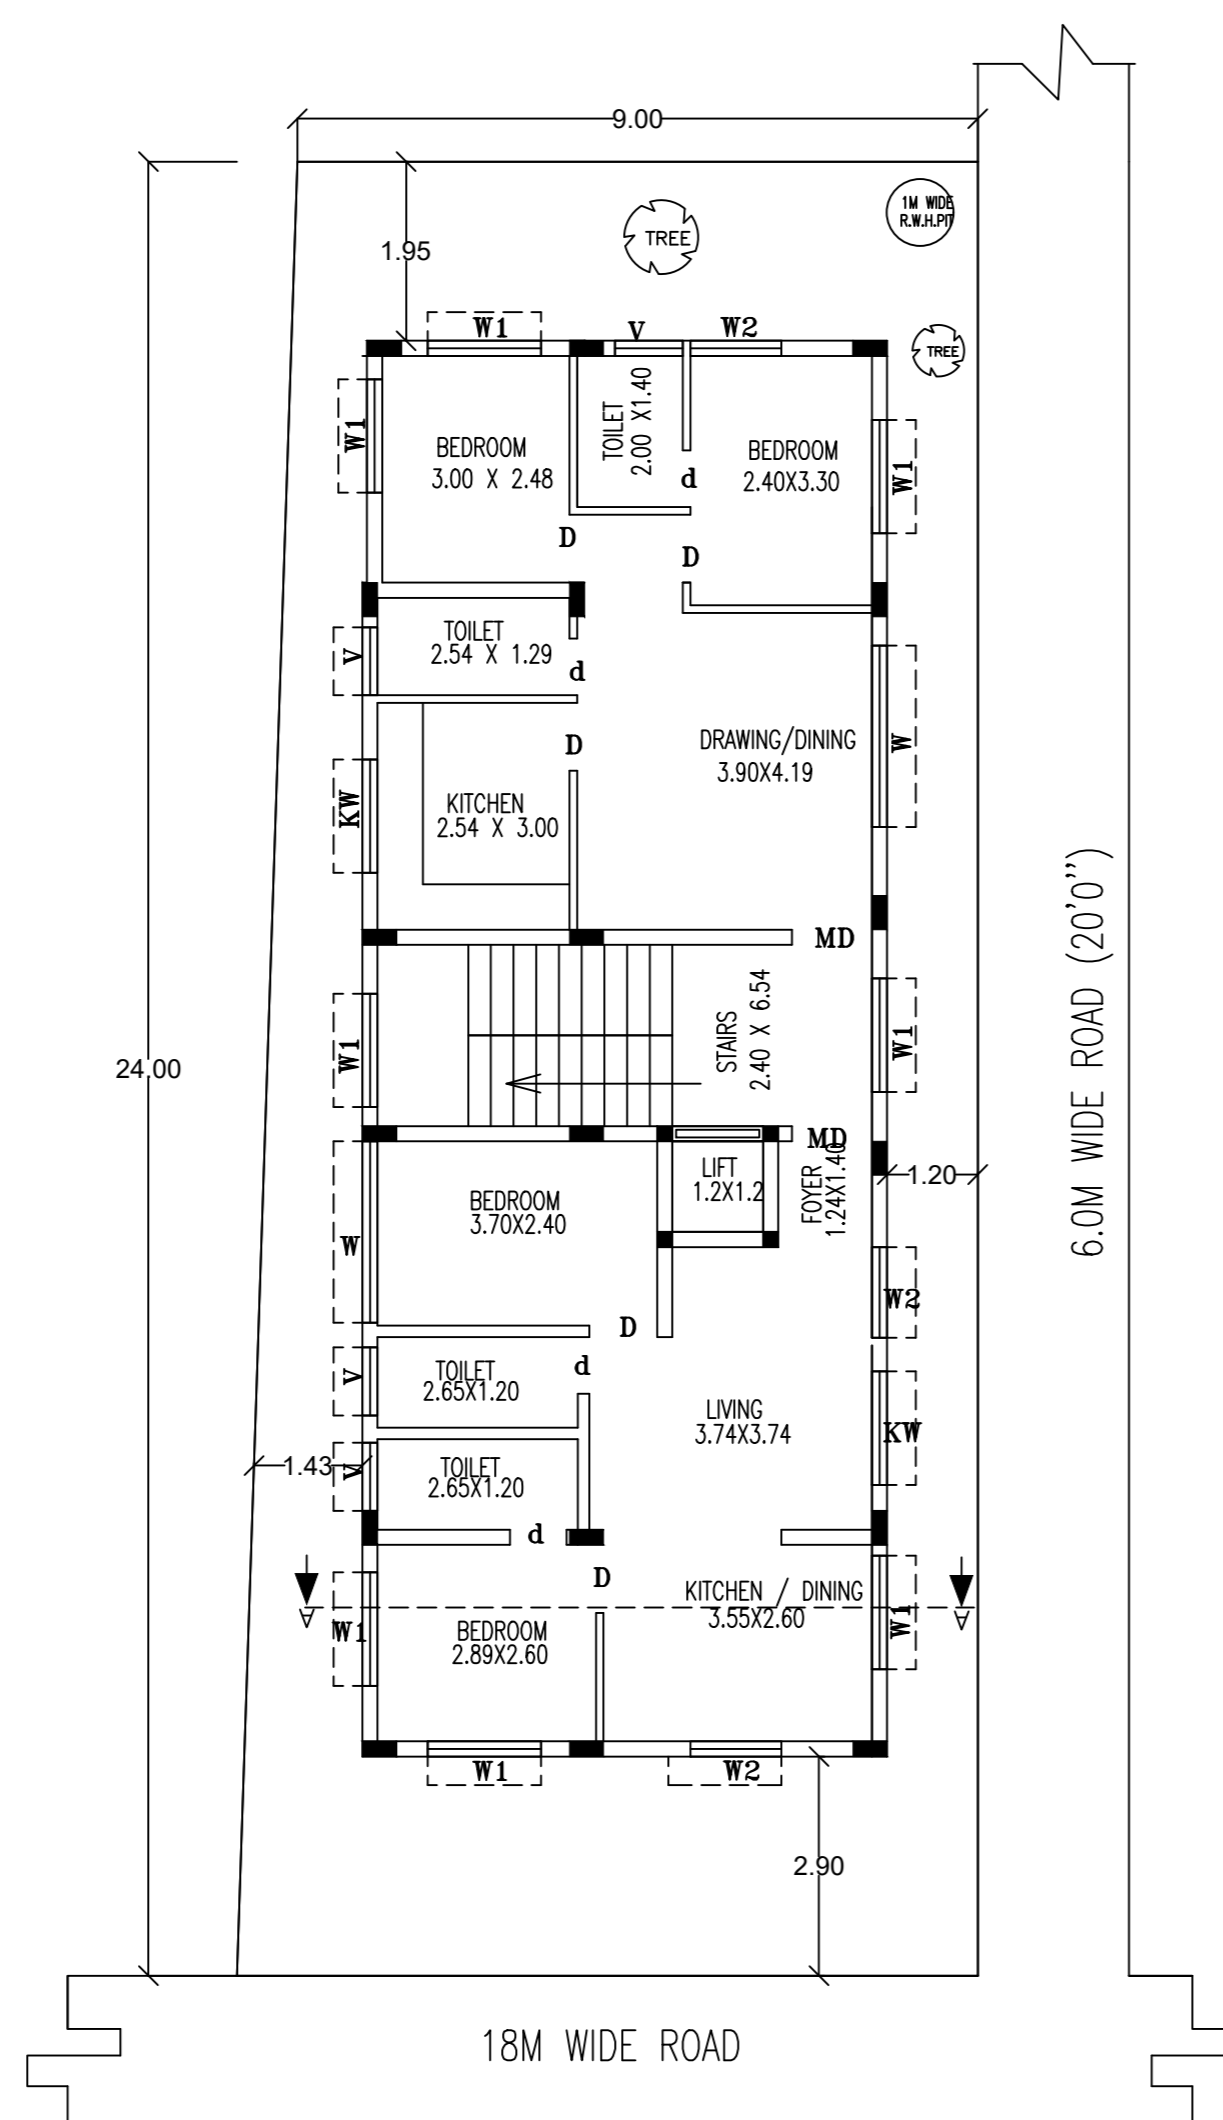 9.00
1M WIDE
R.W.H.PIT
TREE
1.95
W1
V
W2
TREE
W1
BEDROOM
3.00 X 2.48
TOILET
2.00 X1.40
d
BEDROOM
2.40X3.30
W1
D
D
V
TOILET
2.54 X 1.29
d
D
DRAWING/DINING
3.90X4.19
W
KW
KITCHEN
2.54 X 3.00
MD
6.0M WIDE ROAD (20'0'')
24.00
W1
STAIRS
2.40 X 6.54
W1
MD
LIFT
1.2X1.2
FOYER
1.24X1.40
1.20
BEDROOM
3.70X2.40
W
W2
D
d
V
TOILET
2.65X1.20
LIVING
3.74X3.74
KW
1.43
V
TOILET
2.65X1.20
d
D
KITCHEN / DINING
3.55X2.60
A
A
W1
BEDROOM
2.89X2.60
W1
W1
W2
2.90
18M WIDE ROAD